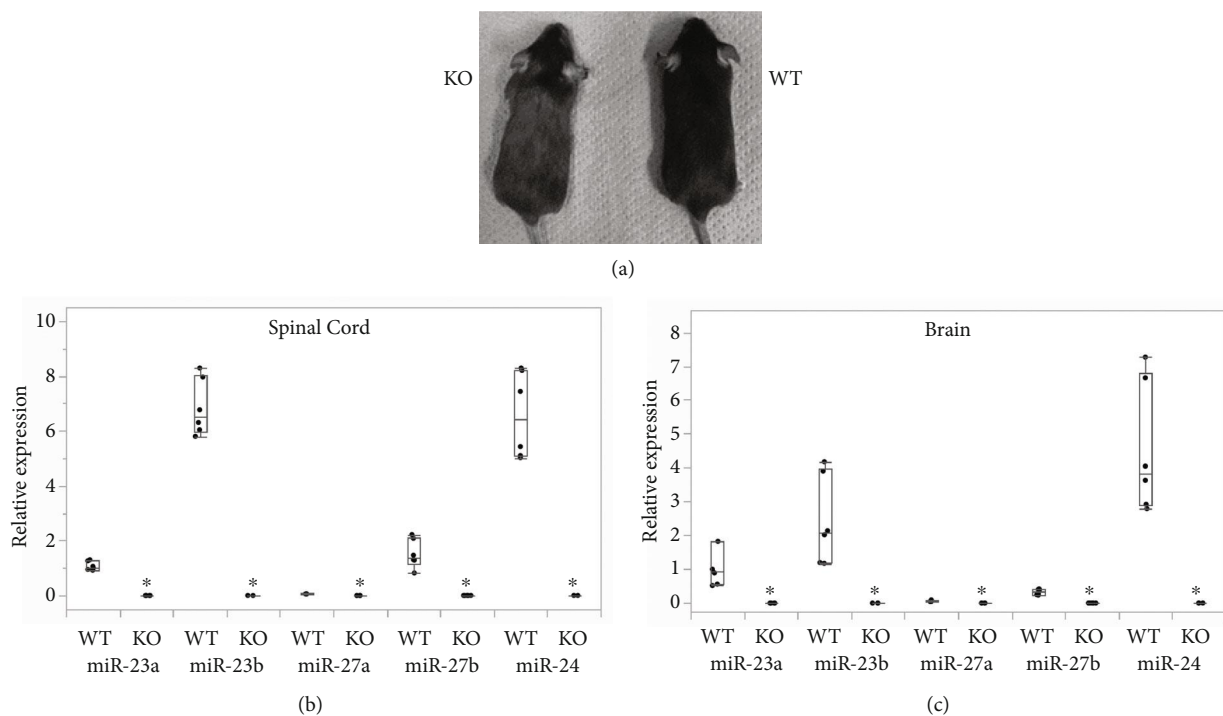 KO
WT
(a)
Spinal Cord
Relative expression
10
8
6
4
2
0
* * * * *
WT KO WT KO WT KO WT KO WT KO
miR-23a miR-23b miR-27a miR-27b miR-24
(b)
Brain
Relative expression
8
7
6
5
4
3
2
1
0
* * * * *
WT KO WT KO WT KO WT KO WT KO
miR-23a miR-23b miR-27a miR-27b miR-24
(c)